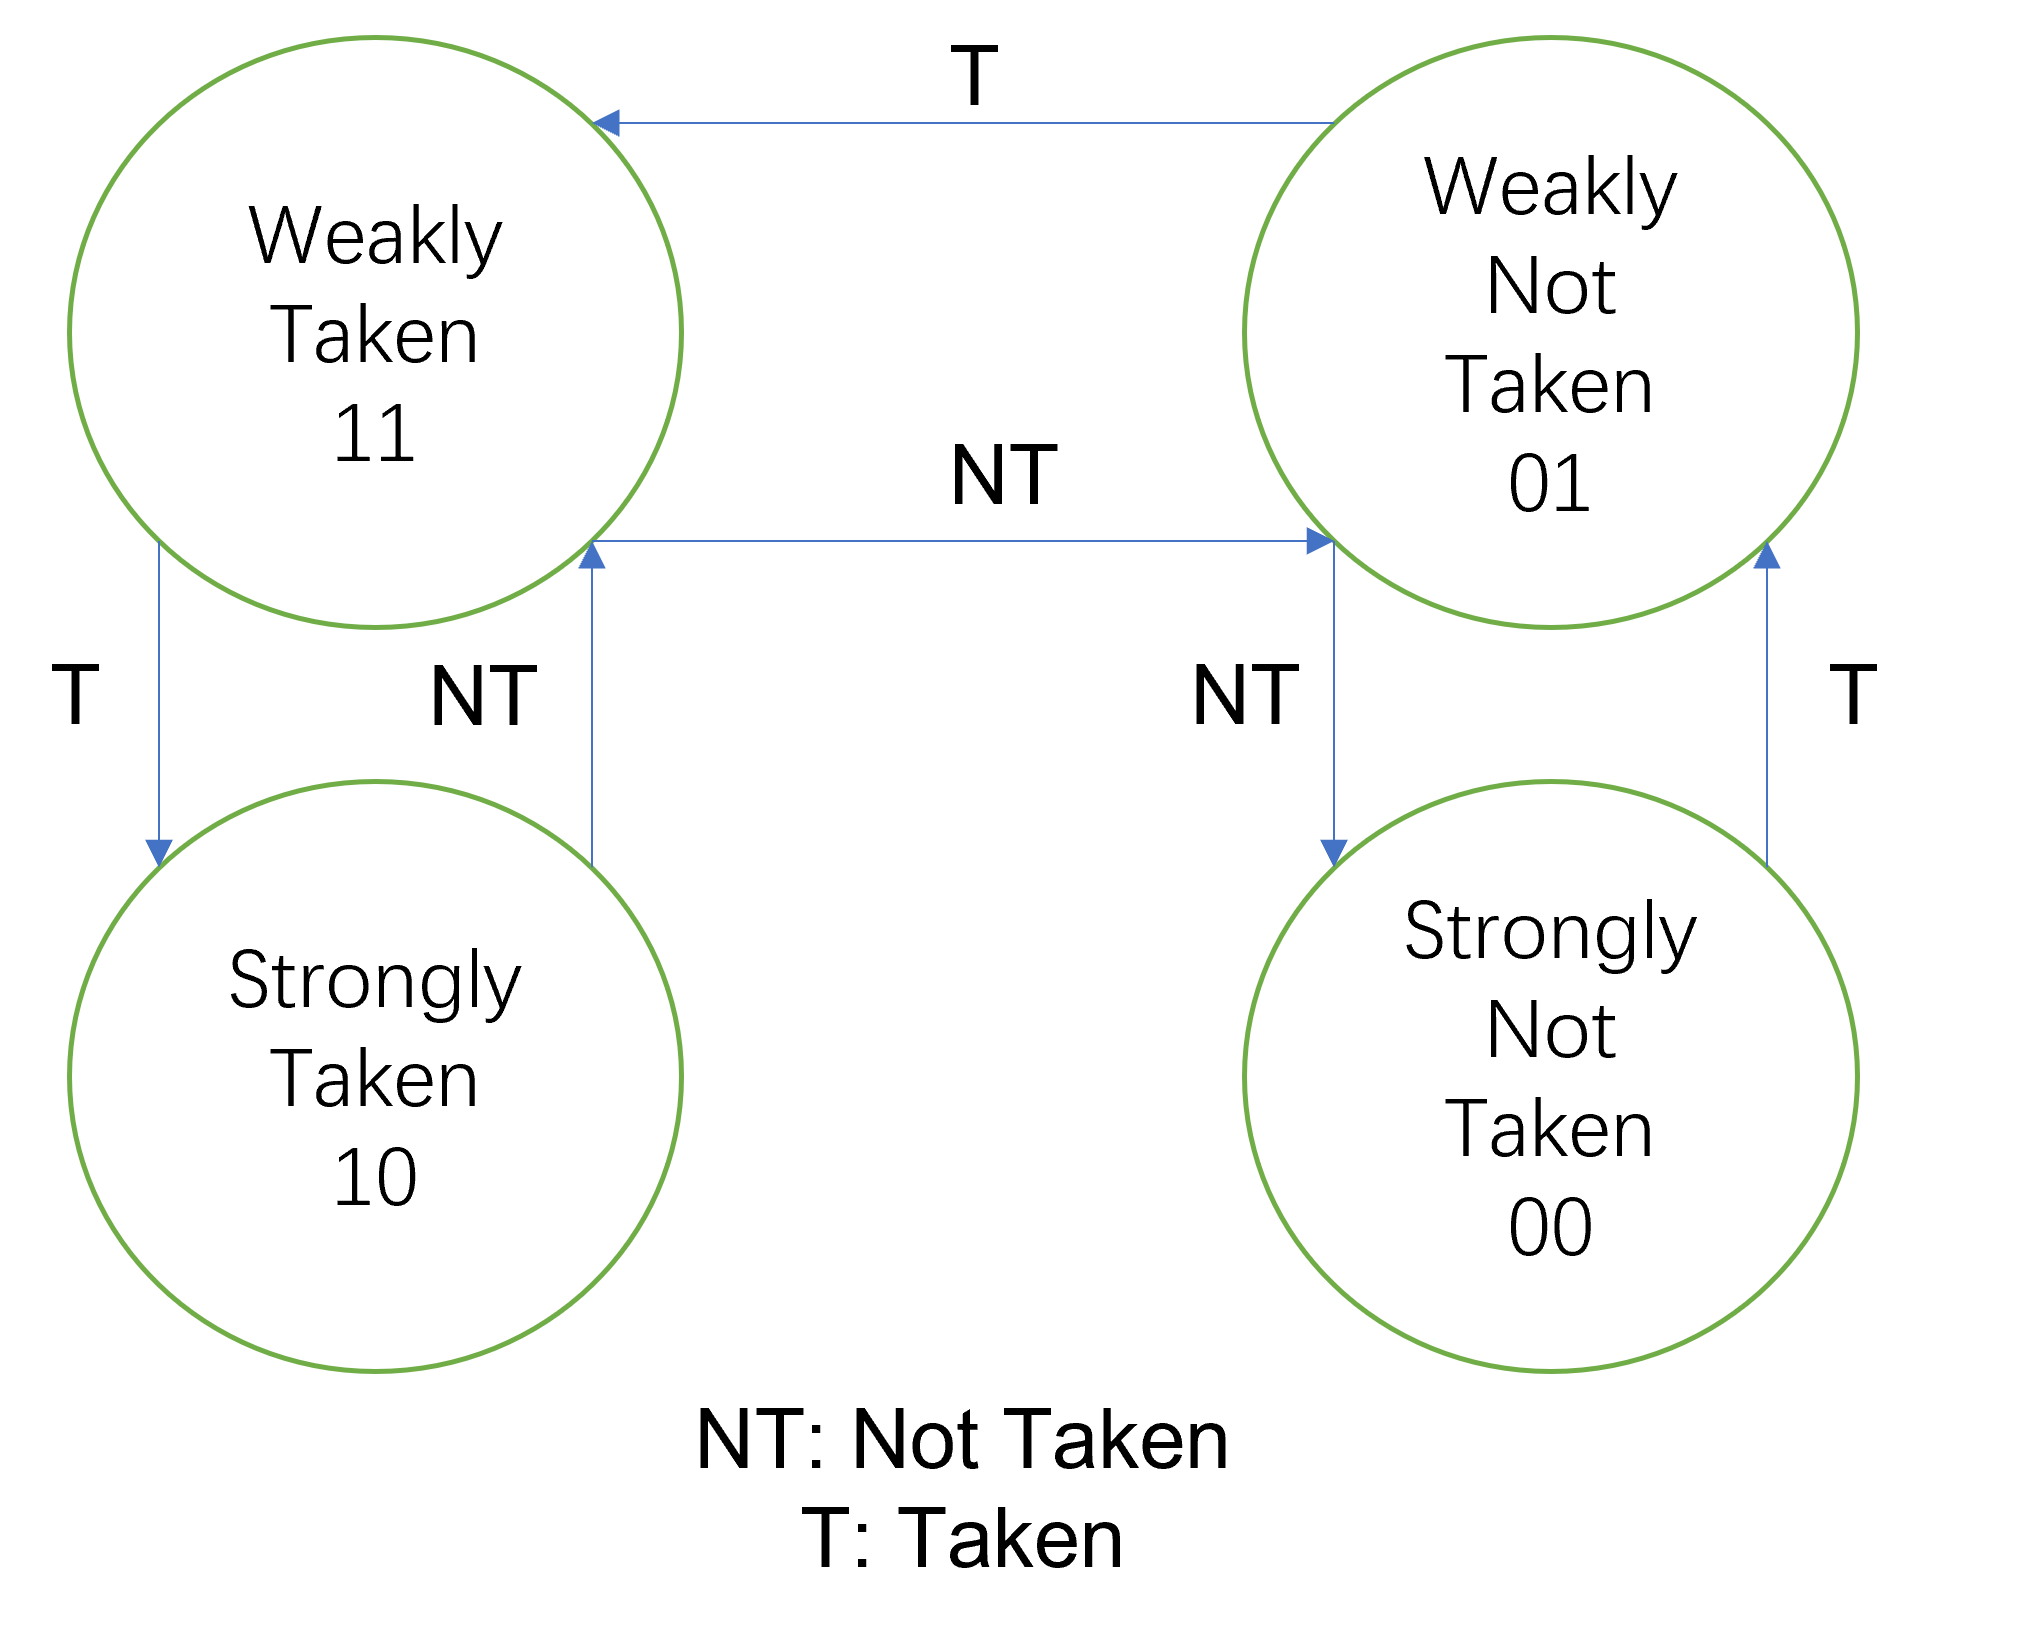 T
Weakly
Taken
11
Weakly
Not
Taken
01
NT
T
NT
NT
T
Strongly
Taken
10
Strongly
Not
Taken
00
NT: Not Taken
T: Taken